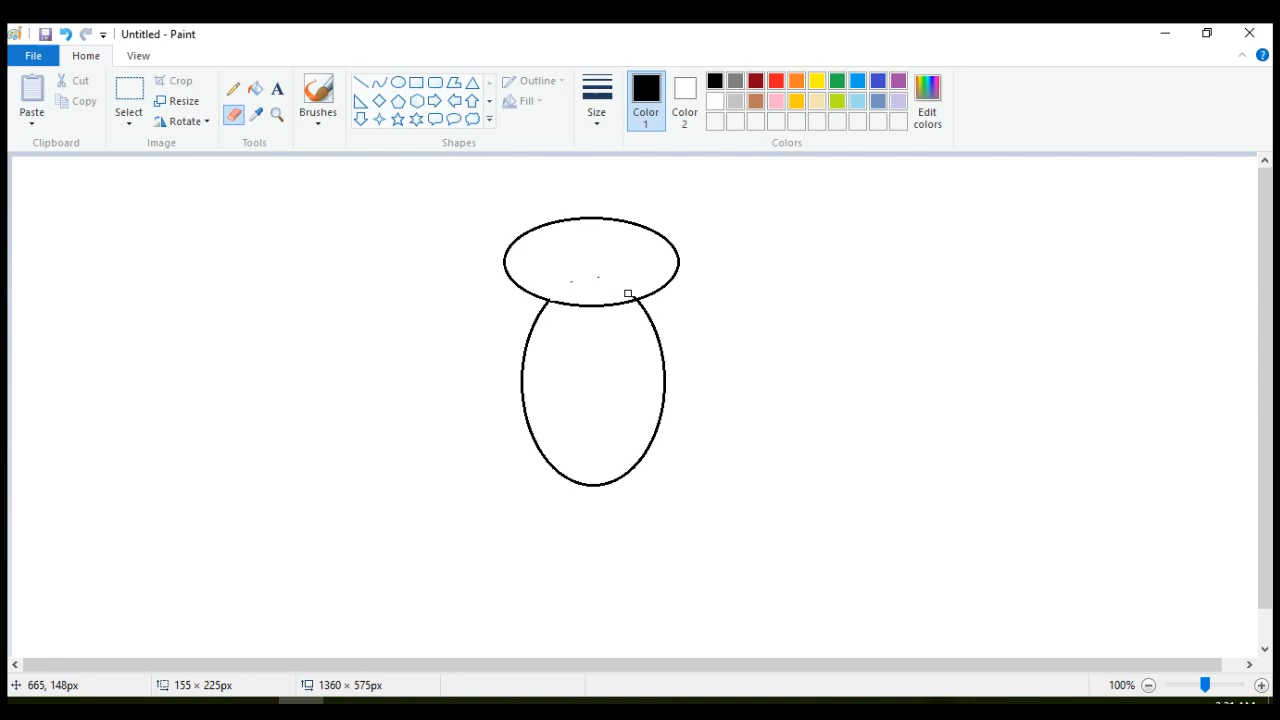 Untitled - Paint
File Home View
Paste Cut Copy
Clipboard
Select Crop Resize Rotate
Image
A
Tools
Brushes
Outline Fill
Shapes
Size
Color 1
Color 2
Edit colors
Colors
665, 148px 155 × 225px 1360 × 575px 100%